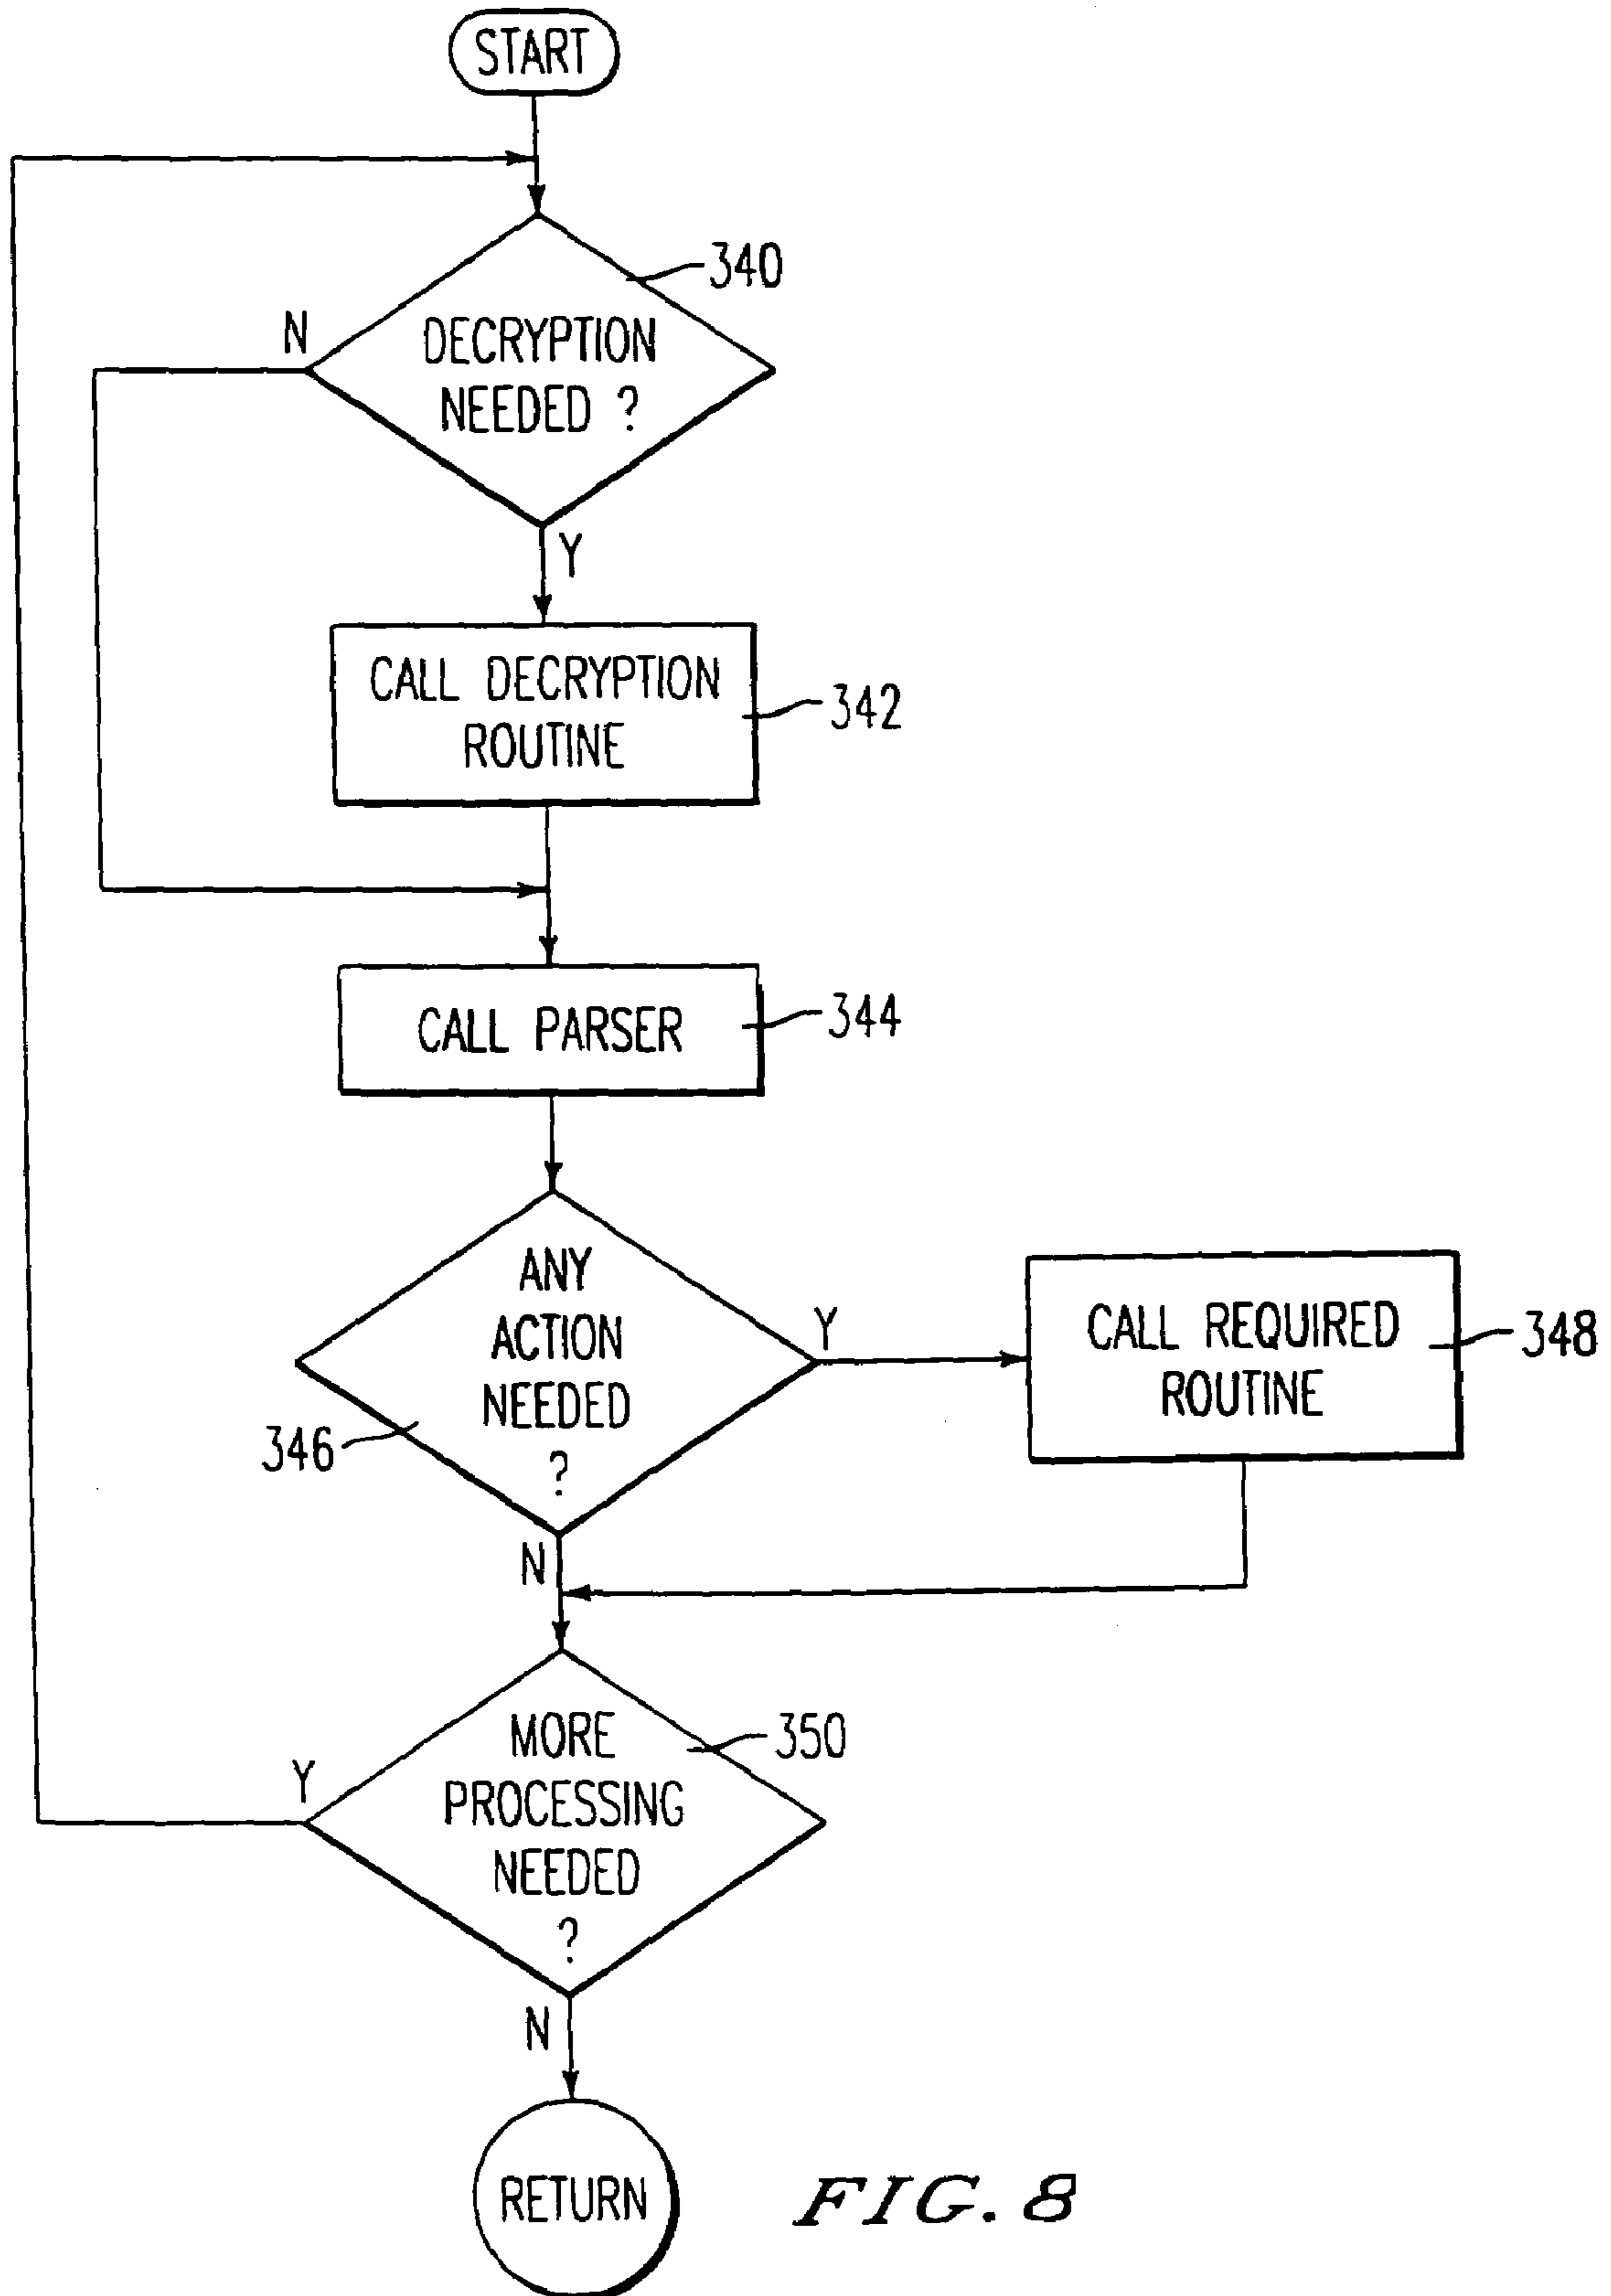 START
340
N
DECRYPTION
NEEDED ?
Y
CALL DECRYPTION
ROUTINE
342
CALL PARSER
344
ANY
ACTION
NEEDED
?
346
Y
CALL REQUIRED
ROUTINE
348
N
MORE
PROCESSING
NEEDED
?
350
Y
N
RETURN
FIG. 8